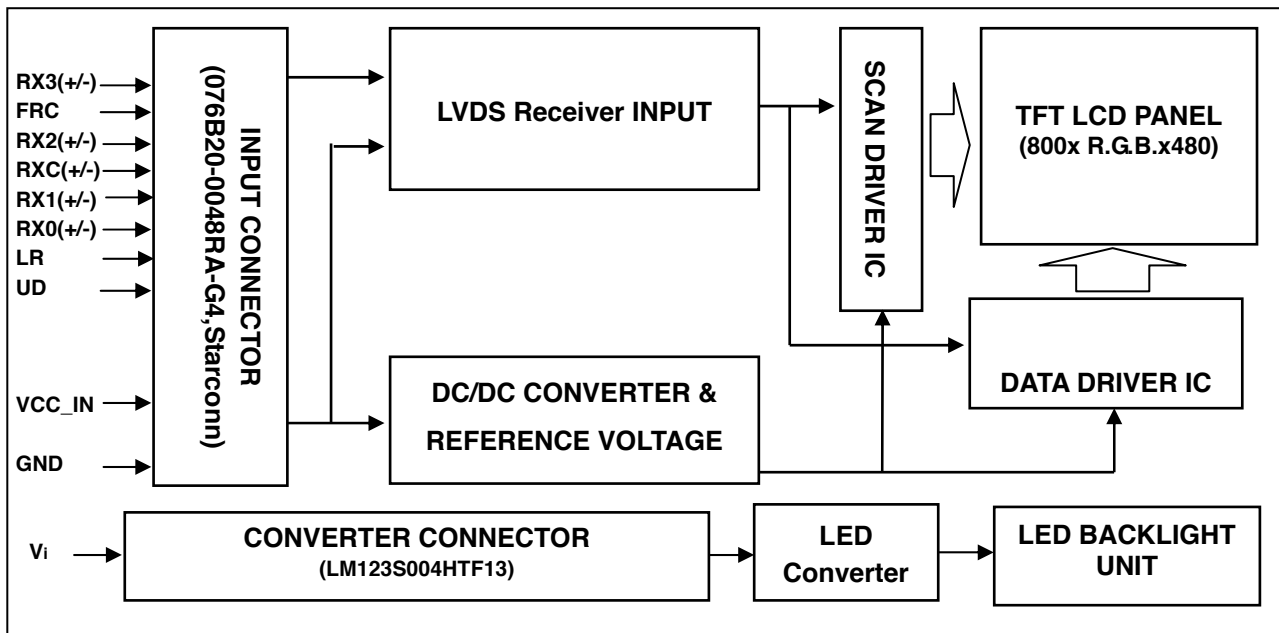 RX3(+/-)
FRC
RX2(+/-)
RXC(+/-)
RX1(+/-)
RX0(+/-)
LR
UD
VCC_IN
GND
INPUT CONNECTOR
(076B20-0048RA-G4,Starconn)
LVDS Receiver INPUT
SCAN DRIVER IC
TFT LCD PANEL
(800x R.G.B.x480)
DC/DC CONVERTER &
REFERENCE VOLTAGE
DATA DRIVER IC
Vi
CONVERTER CONNECTOR
(LM123S004HTF13)
LED
Converter
LED BACKLIGHT
UNIT